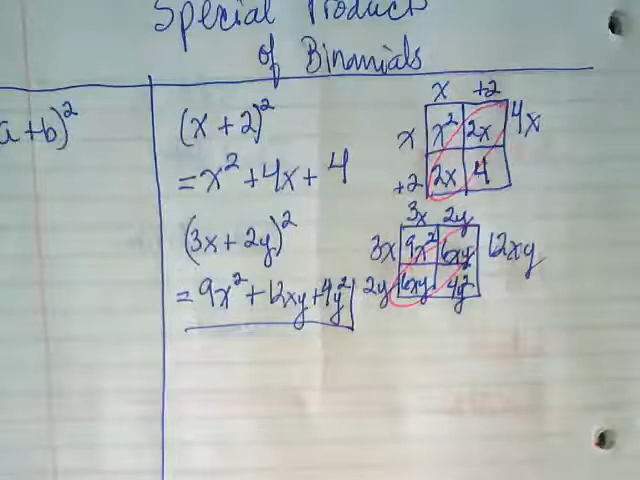 Special Products
of Binomials
(a+b)²
(x+2)²
=x²+4x+4
x +2
x x² 2x 4x
+2 2x 4
(3x+2y)²
=9x²+12xy+4y²
3x 2y
3x 9x² 6xy 12xy
2y 6xy 4y²